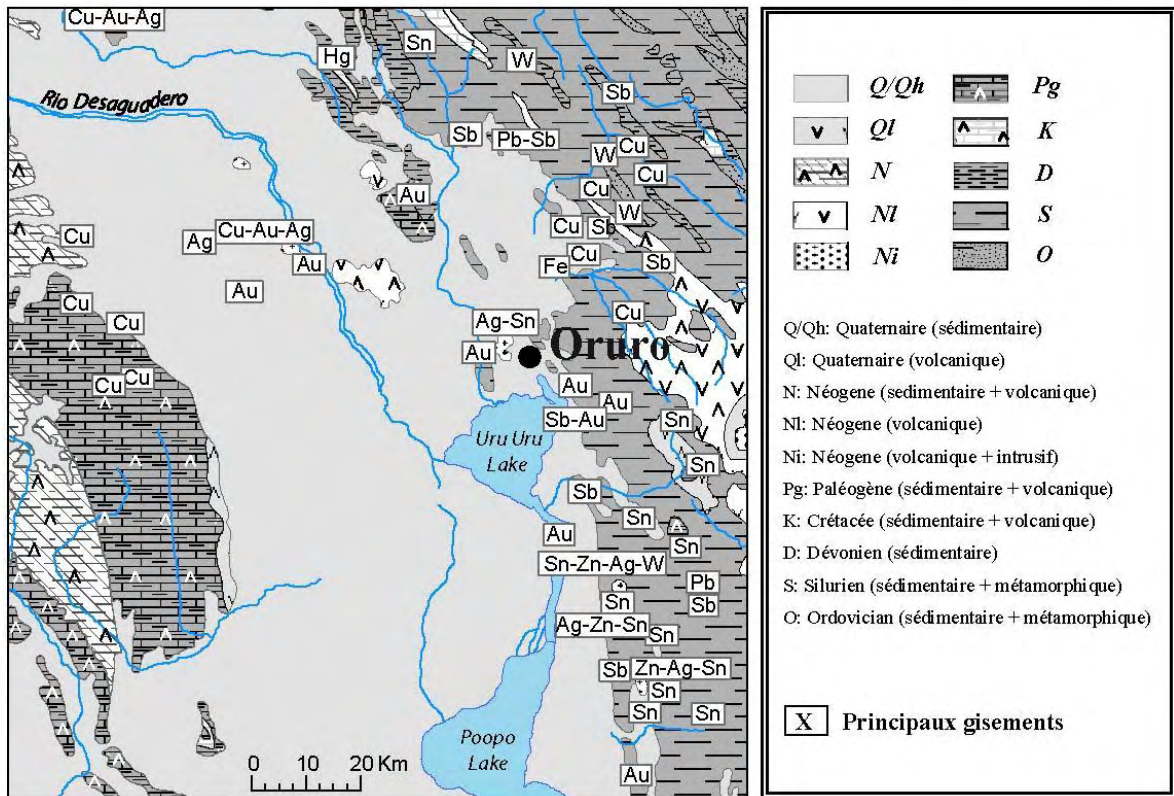 Cu-Au-Ag
Sn
Hg
W
Río Desaguadero
Sb
Sb
Pb-Sb
W
Cu
Cu
Au
Cu
W
Cu-Au-Ag
Cu
Sb
Cu
Ag
Cu
Sb
Au
Fe
Au
Cu
Cu
Cu
Ag-Sn
Au
Oruro
Cu
Cu
Au
Au
Sb-Au
Sn
Uru Uru
Lake
Sn
Sb
Sn
Au
Sn
Sn-Zn-Ag-W
Pb
Sn
Sb
Ag-Zn-Sn
Sn
Sb
Zn-Ag-Sn
Sn
Sn
Sn
Poopo
Lake
0 10 20 Km
Au
Q/Qh
Pg
Ql
K
N
D
Nl
S
Ni
O
Q/Qh: Quaternaire (sédimentaire)
Ql: Quaternaire (volcanique)
N: Néogene (sedimentaire + volcanique)
Nl: Néogene (volcanique)
Ni: Néogene (volcanique + intrusif)
Pg: Paléogène (sédimentaire + volcanique)
K: Crétacée (sédimentaire + volcanique)
D: Dévonien (sédimentaire)
S: Silurien (sédimentaire + métamorphique)
O: Ordovician (sédimentaire + métamorphique)
X Principaux gisements